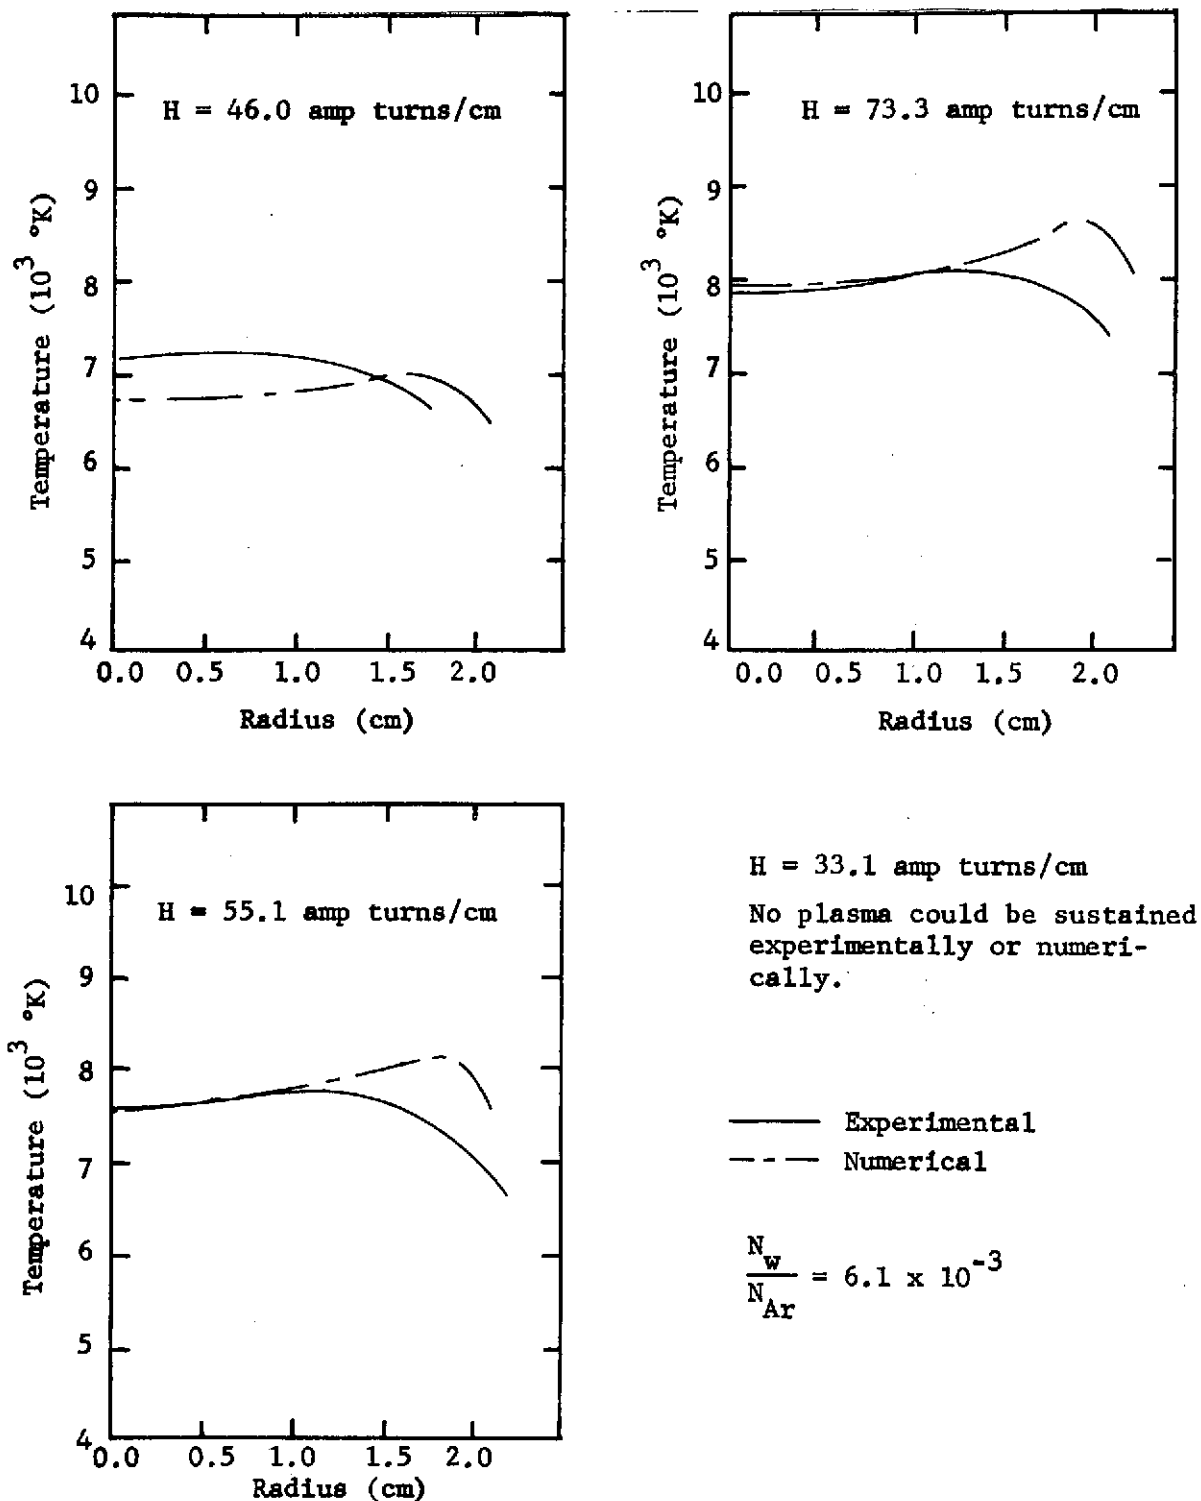 H = 46.0 amp turns/cm
10
9
8
7
6
5
4
Temperature (10³ °K)
0.0 0.5 1.0 1.5 2.0
Radius (cm)
H = 73.3 amp turns/cm
10
9
8
7
6
5
4
Temperature (10³ °K)
0.0 0.5 1.0 1.5 2.0
Radius (cm)
H = 55.1 amp turns/cm
10
9
8
7
6
5
4
Temperature (10³ °K)
0.0 0.5 1.0 1.5 2.0
Radius (cm)
H = 33.1 amp turns/cm
No plasma could be sustained
experimentally or numeri-
cally.
Experimental
Numerical
N_w / N_Ar = 6.1 x 10⁻³